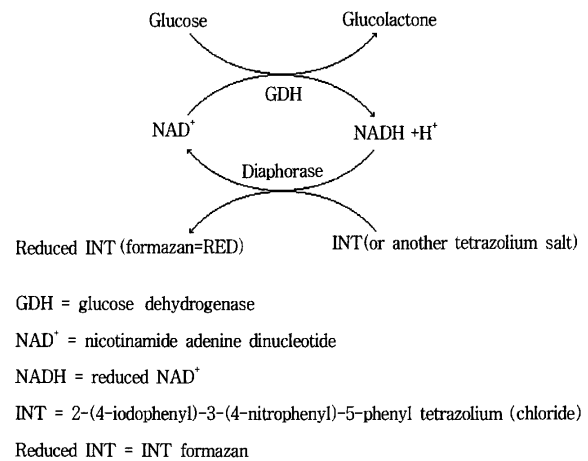 Glucose
Glucolactone
GDH
NAD⁺
NADH +H⁺
Diaphorase
Reduced INT (formazan=RED)
INT(or another tetrazolium salt)
GDH = glucose dehydrogenase
NAD⁺ = nicotinamide adenine dinucleotide
NADH = reduced NAD⁺
INT = 2-(4-iodophenyl)-3-(4-nitrophenyl)-5-phenyl tetrazolium (chloride)
Reduced INT = INT formazan